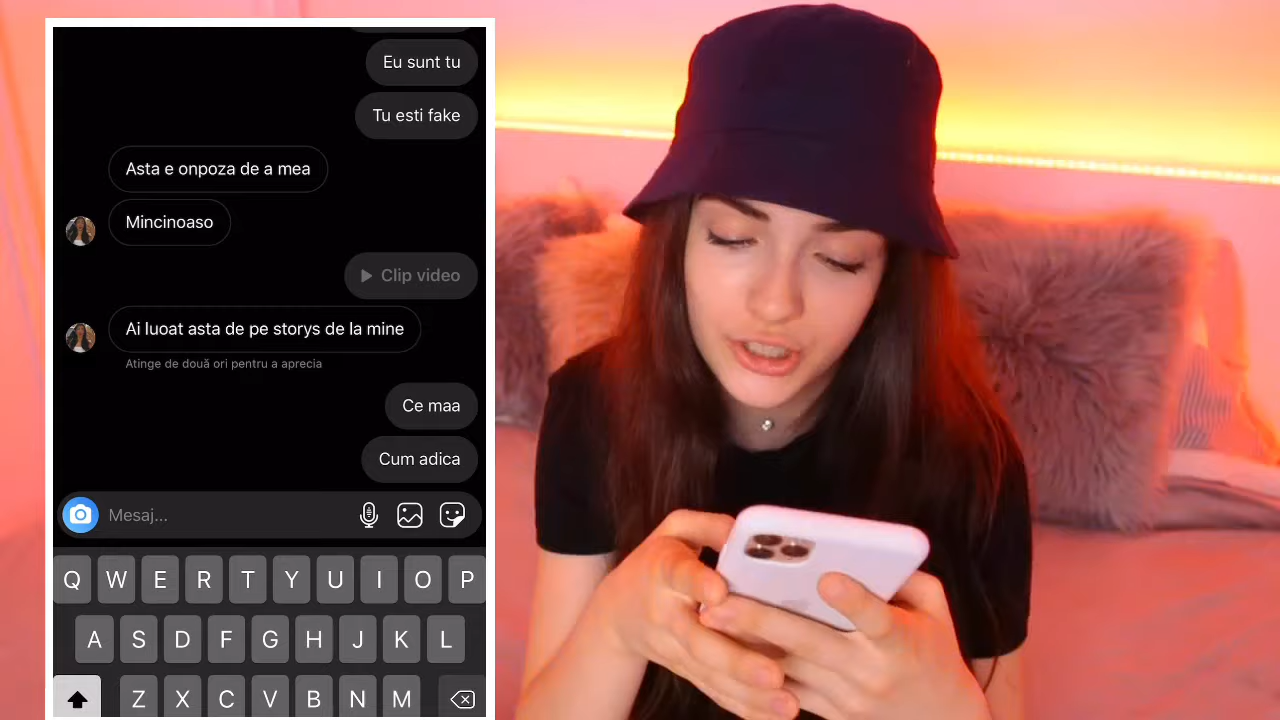 Eu sunt tu
Tu esti fake
Asta e onpoza de a mea
Mincinoaso
Clip video
Ai luoat asta de pe storys de la mine
Atinge de două ori pentru a aprecia
Ce maa
Cum adica
Mesaj...
Q W E R T Y U I O P
A S D F G H J K L
Z X C V B N M